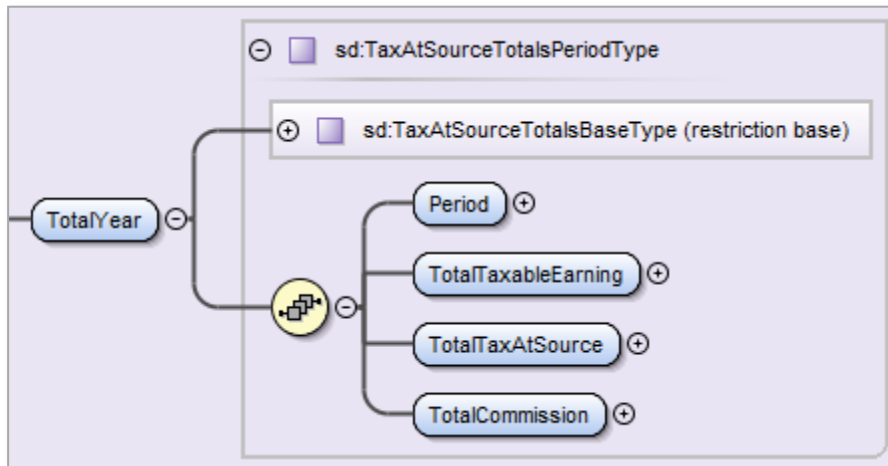 sd:TaxAtSourceTotalsPeriodType
sd:TaxAtSourceTotalsBaseType (restriction base)
TotalYear
Period
TotalTaxableEarning
TotalTaxAtSource
TotalCommission